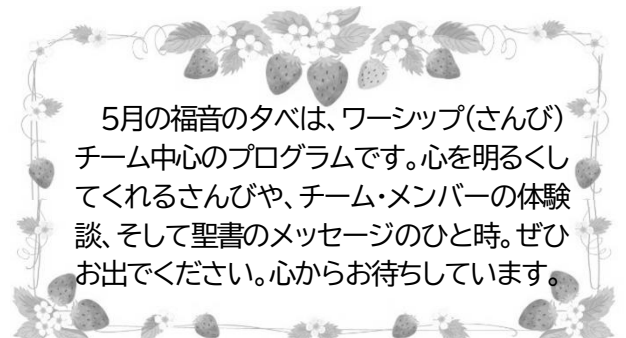 5月の福音の夕べは、ワーシップ（さんび）
チーム中心のプログラムです。心を明るくし
てくれるさんびや、チーム・メンバーの体験
談、そして聖書のメッセージのひと時。ぜひ
お出でください。心からお待ちしています。